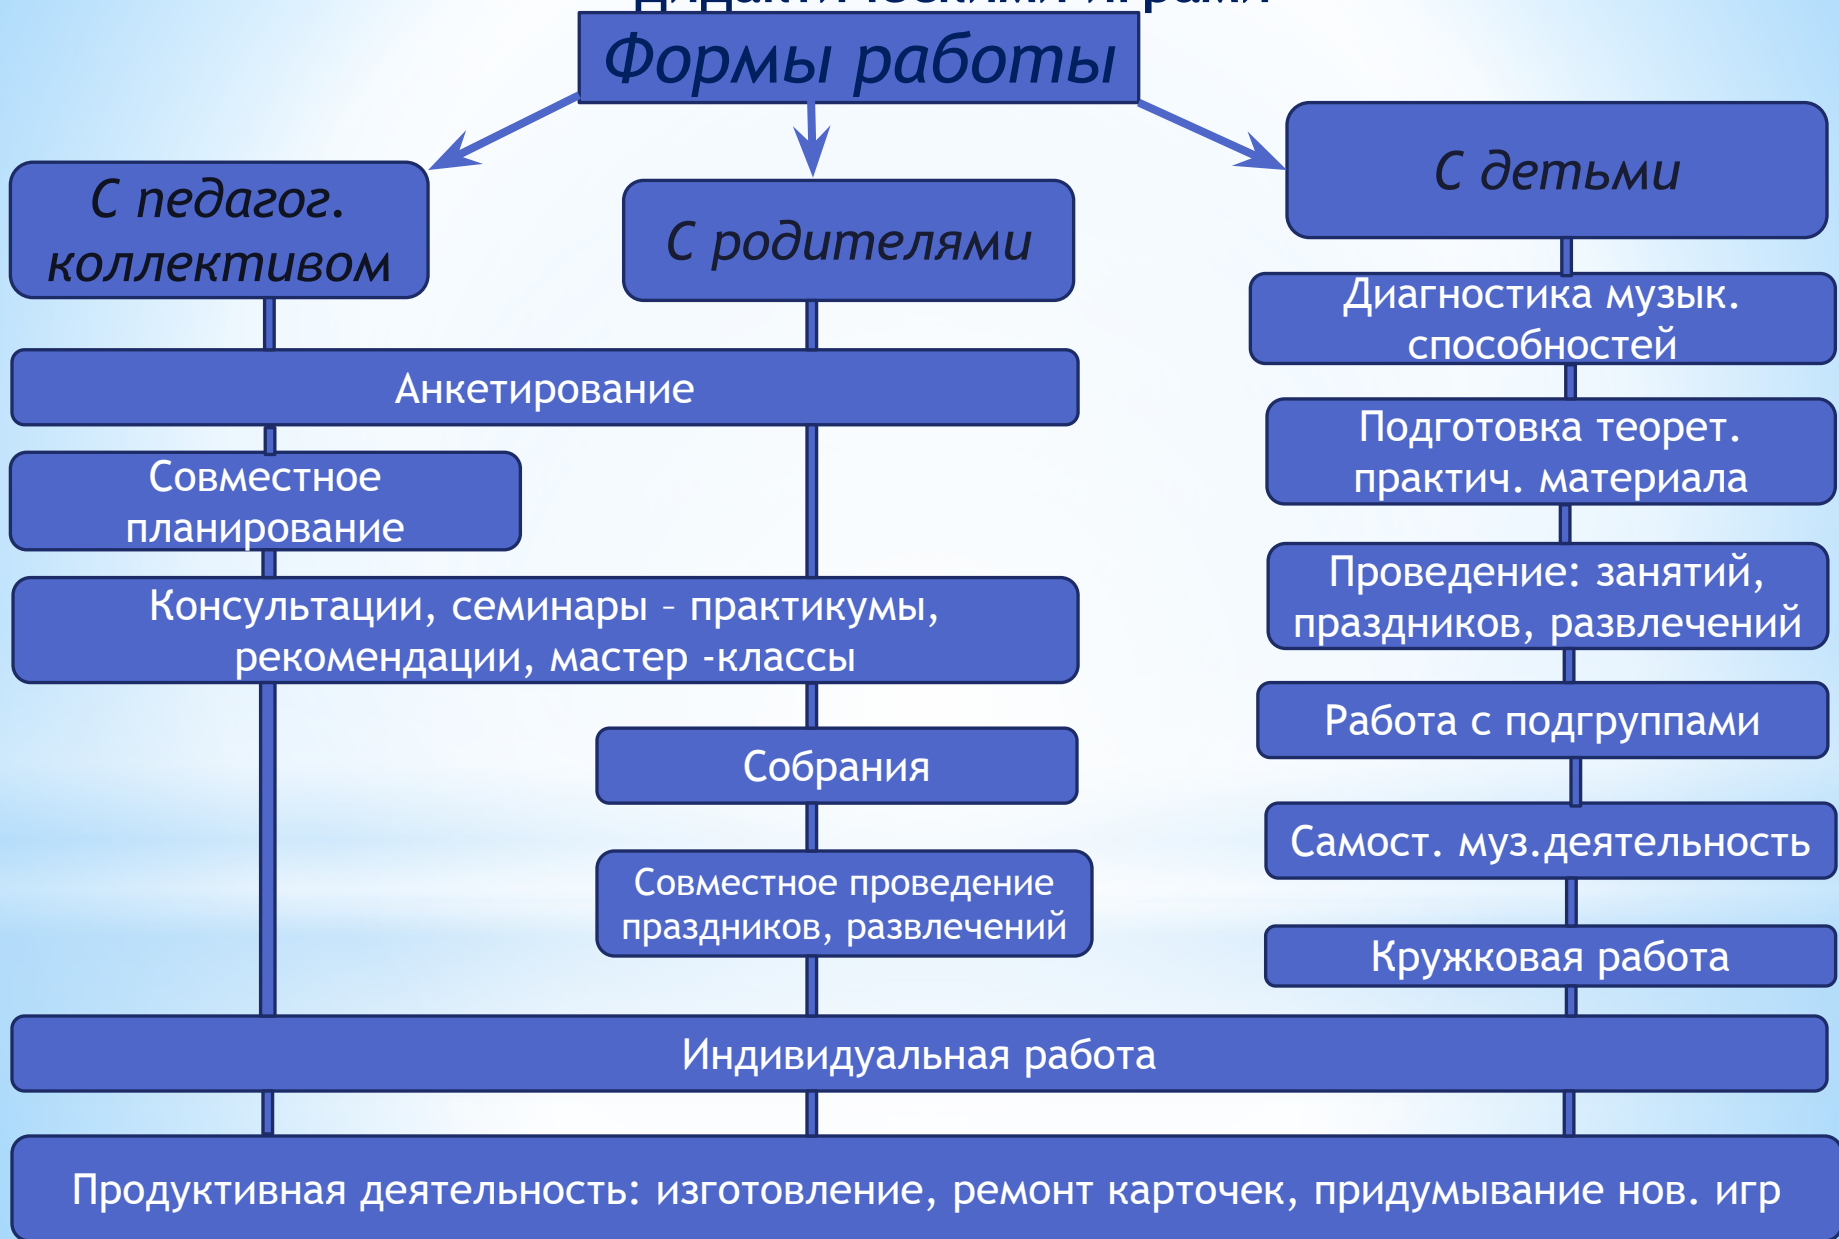 дидактическими играми
Формы работы
С педагог.
коллективом
С родителями
С детьми
Анкетирование
Совместное
планирование
Консультации, семинары – практикумы,
рекомендации, мастер -классы
Собрания
Совместное проведение
праздников, развлечений
Диагностика музык.
способностей
Подготовка теорет.
практич. материала
Проведение: занятий,
праздников, развлечений
Работа с подгруппами
Самост. муз.деятельность
Кружковая работа
Индивидуальная работа
Продуктивная деятельность: изготовление, ремонт карточек, придумывание нов. игр